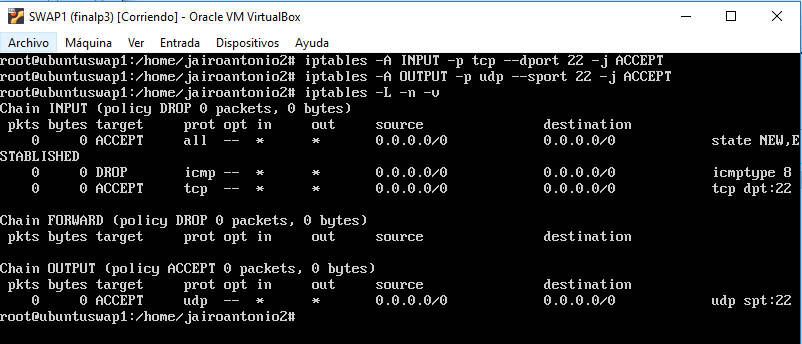 SWAP1 (finalp3) [Corriendo] - Oracle VM VirtualBox
Archivo Máquina Ver Entrada Dispositivos Ayuda
root@ubuntuswap1:/home/jairoantonio2# iptables -A INPUT -p tcp --dport 22 -j ACCEPT
root@ubuntuswap1:/home/jairoantonio2# iptables -A OUTPUT -p udp --sport 22 -j ACCEPT
root@ubuntuswap1:/home/jairoantonio2# iptables -L -n -v
Chain INPUT (policy DROP 0 packets, 0 bytes)
pkts bytes target prot opt in out source destination
0 0 ACCEPT all -- * * 0.0.0.0/0 0.0.0.0/0 state NEW,E
STABLISHED
0 0 DROP icmp -- * * 0.0.0.0/0 0.0.0.0/0 icmptype 8
0 0 ACCEPT tcp -- * * 0.0.0.0/0 0.0.0.0/0 tcp dpt:22
Chain FORWARD (policy DROP 0 packets, 0 bytes)
pkts bytes target prot opt in out source destination
Chain OUTPUT (policy ACCEPT 0 packets, 0 bytes)
pkts bytes target prot opt in out source destination
0 0 ACCEPT udp -- * * 0.0.0.0/0 0.0.0.0/0 udp spt:22
root@ubuntuswap1:/home/jairoantonio2#